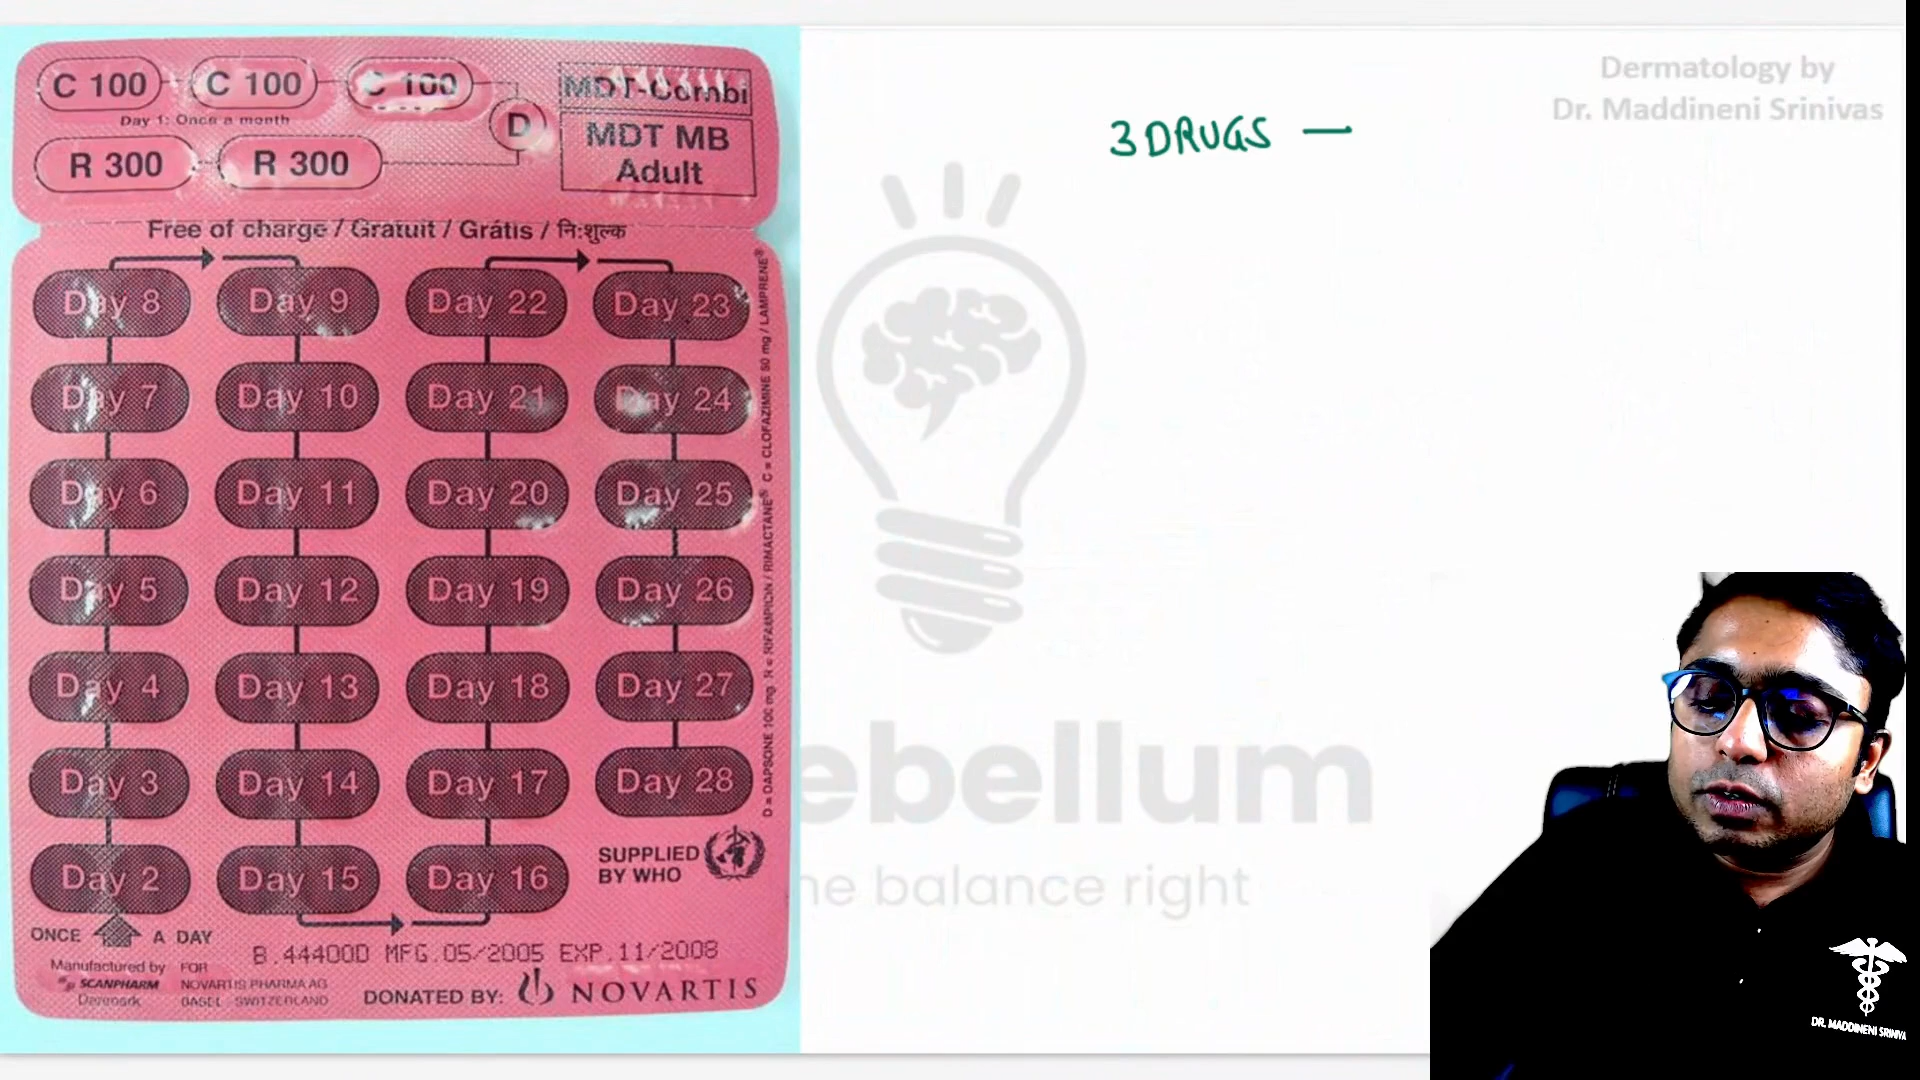 C 100 C 100 C 100
Day 1: Once a month
D
R 300 R 300
MDT-Combi
MDT MB
Adult
Free of charge / Gratuit / Grátis / नि:शुल्क
Day 8 Day 9 Day 22 Day 23
Day 7 Day 10 Day 21 Day 24
Day 6 Day 11 Day 20 Day 25
Day 5 Day 12 Day 19 Day 26
Day 4 Day 13 Day 18 Day 27
Day 3 Day 14 Day 17 Day 28
Day 2 Day 15 Day 16
D = DAPSONE 100 mg R = RIFAMPICIN / RIMACTANE® C = CLOFAZIMINE 50 mg / LAMPRENE®
SUPPLIED
BY WHO
ONCE A DAY
B.44400D MFG.05/2005 EXP.11/2008
Manufactured by FOR
SCANPHARM NOVARTIS PHARMA AG
Denmark BASEL - SWITZERLAND
DONATED BY: NOVARTIS
3 DRUGS —
Dermatology by
Dr. Maddineni Srinivas
ebellum
he balance right
DR. MADDINENI SRINIVA